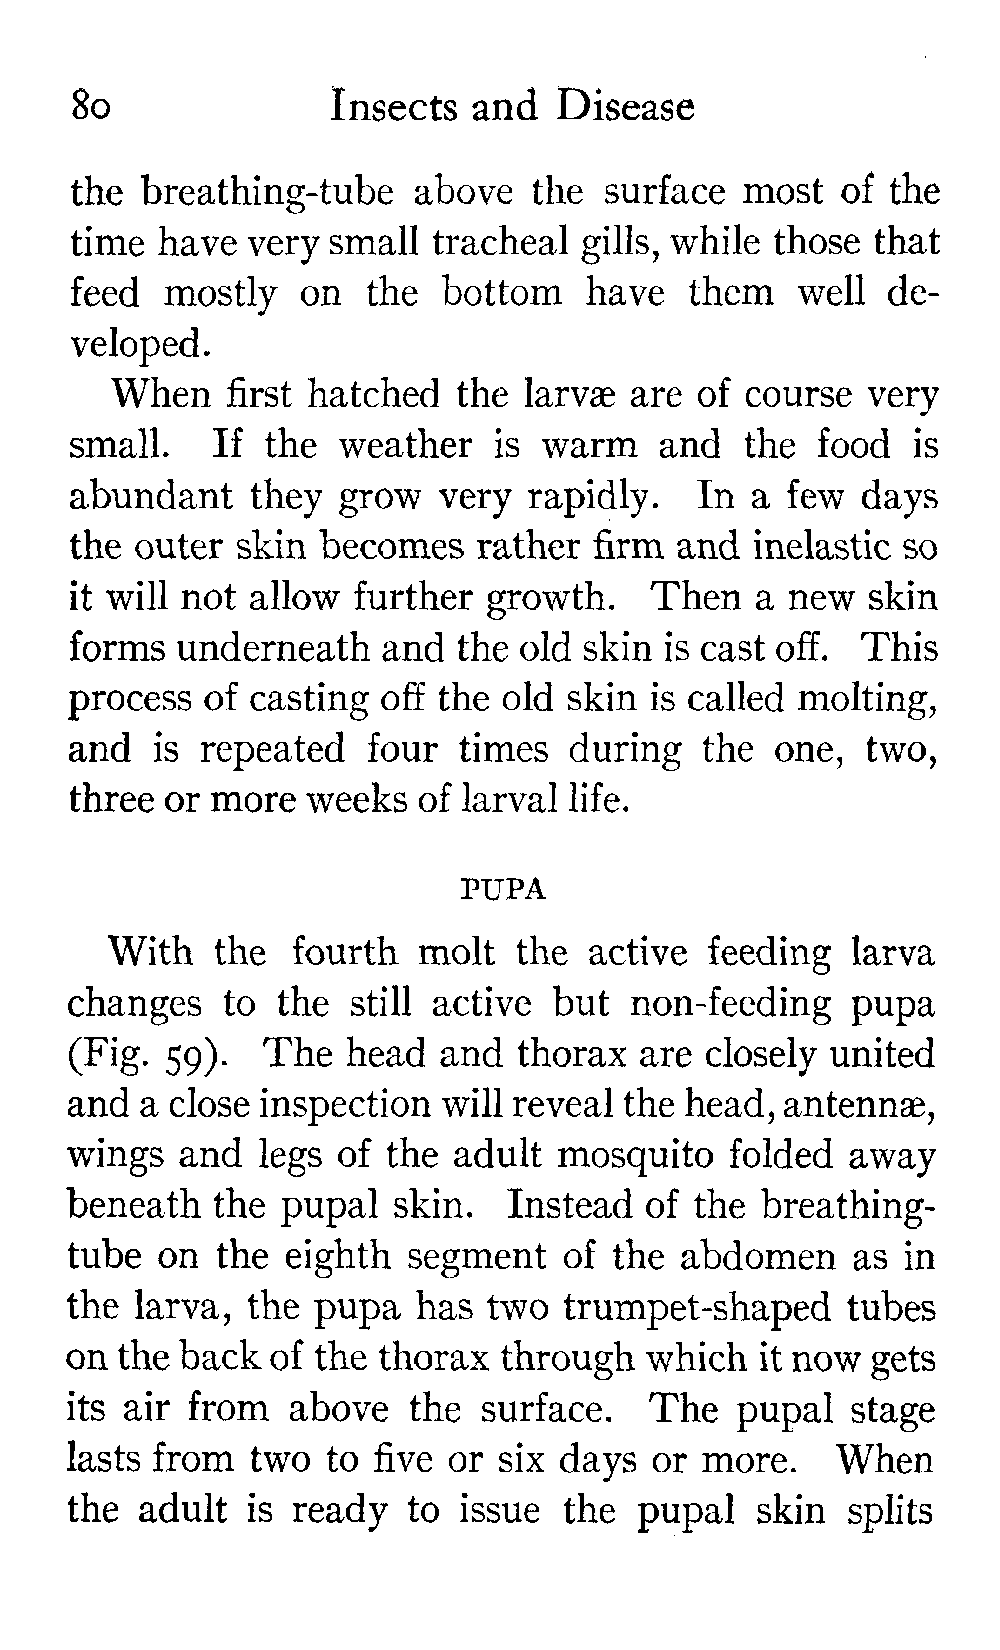 80 Insects and Disease
the breathing-tube above the surface most of the
time have very small tracheal gills, while those that
feed mostly on the bottom have them well de-
veloped.
When first hatched the larvæ are of course very
small. If the weather is warm and the food is
abundant they grow very rapidly. In a few days
the outer skin becomes rather firm and inelastic so
it will not allow further growth. Then a new skin
forms underneath and the old skin is cast off. This
process of casting off the old skin is called molting,
and is repeated four times during the one, two,
three or more weeks of larval life.
PUPA
With the fourth molt the active feeding larva
changes to the still active but non-feeding pupa
(Fig. 59). The head and thorax are closely united
and a close inspection will reveal the head, antennæ,
wings and legs of the adult mosquito folded away
beneath the pupal skin. Instead of the breathing-
tube on the eighth segment of the abdomen as in
the larva, the pupa has two trumpet-shaped tubes
on the back of the thorax through which it now gets
its air from above the surface. The pupal stage
lasts from two to five or six days or more. When
the adult is ready to issue the pupal skin splits